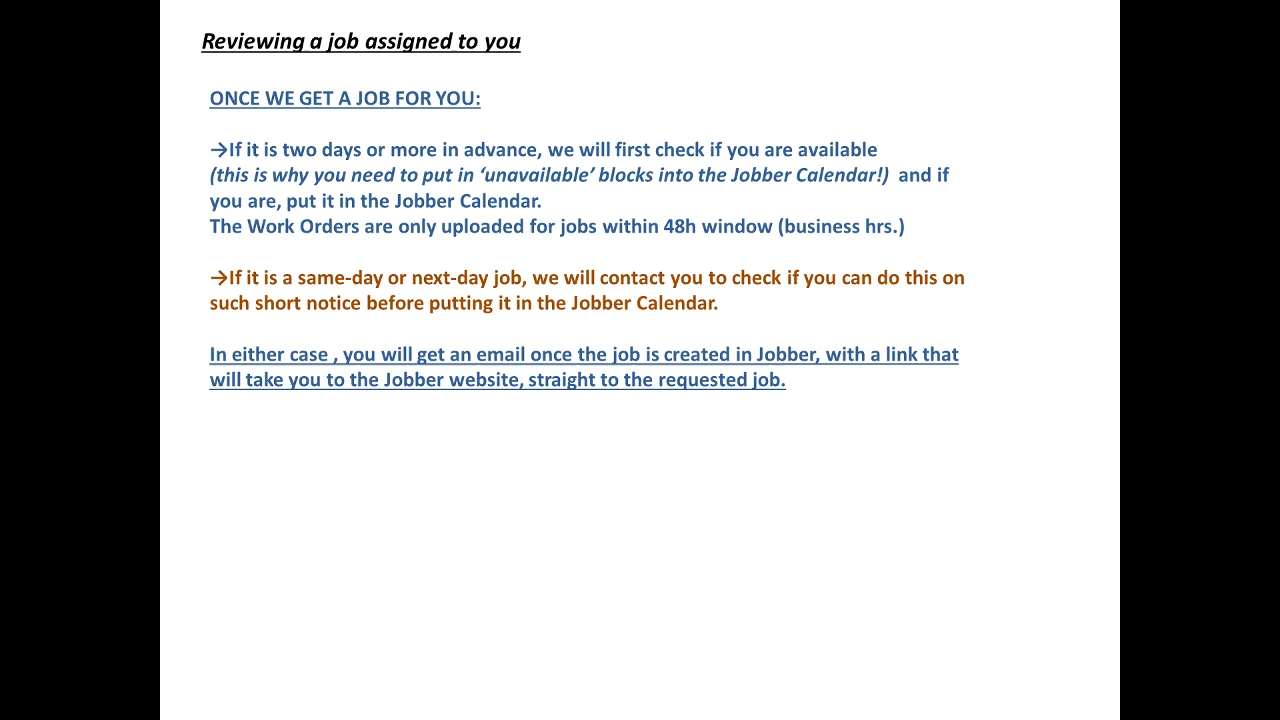 Reviewing a job assigned to you
ONCE WE GET A JOB FOR YOU:
→If it is two days or more in advance, we will first check if you are available
(this is why you need to put in ‘unavailable’ blocks into the Jobber Calendar!) and if
you are, put it in the Jobber Calendar.
The Work Orders are only uploaded for jobs within 48h window (business hrs.)
→If it is a same-day or next-day job, we will contact you to check if you can do this on
such short notice before putting it in the Jobber Calendar.
In either case , you will get an email once the job is created in Jobber, with a link that
will take you to the Jobber website, straight to the requested job.